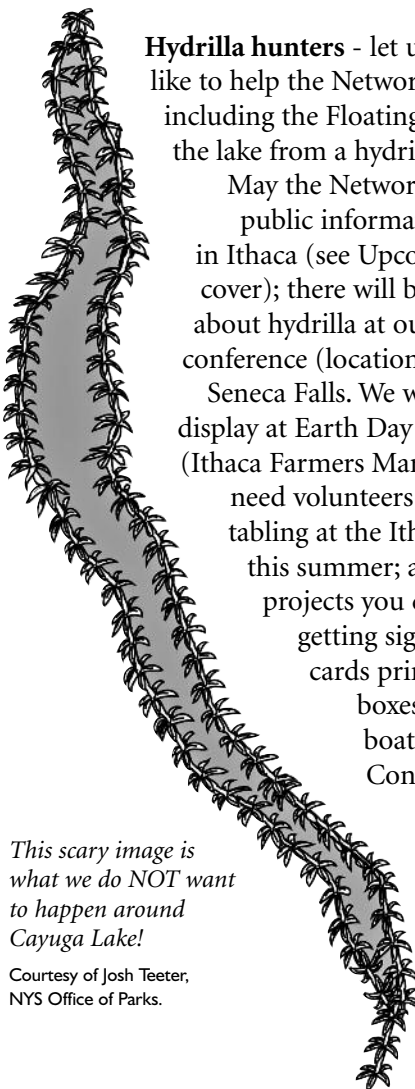 Hydrilla hunters - let u
like to help the Networ
including the Floating
the lake from a hydri
May the Networ
public informa
in Ithaca (see Upco
cover); there will b
about hydrilla at ou
conference (location
Seneca Falls. We w
display at Earth Day
(Ithaca Farmers Mar
need volunteers
tabling at the Ith
this summer; a
projects you
getting sig
cards prin
boxes
boat
Con
This scary image is
what we do NOT want
to happen around
Cayuga Lake!
Courtesy of Josh Teeter,
NYS Office of Parks.